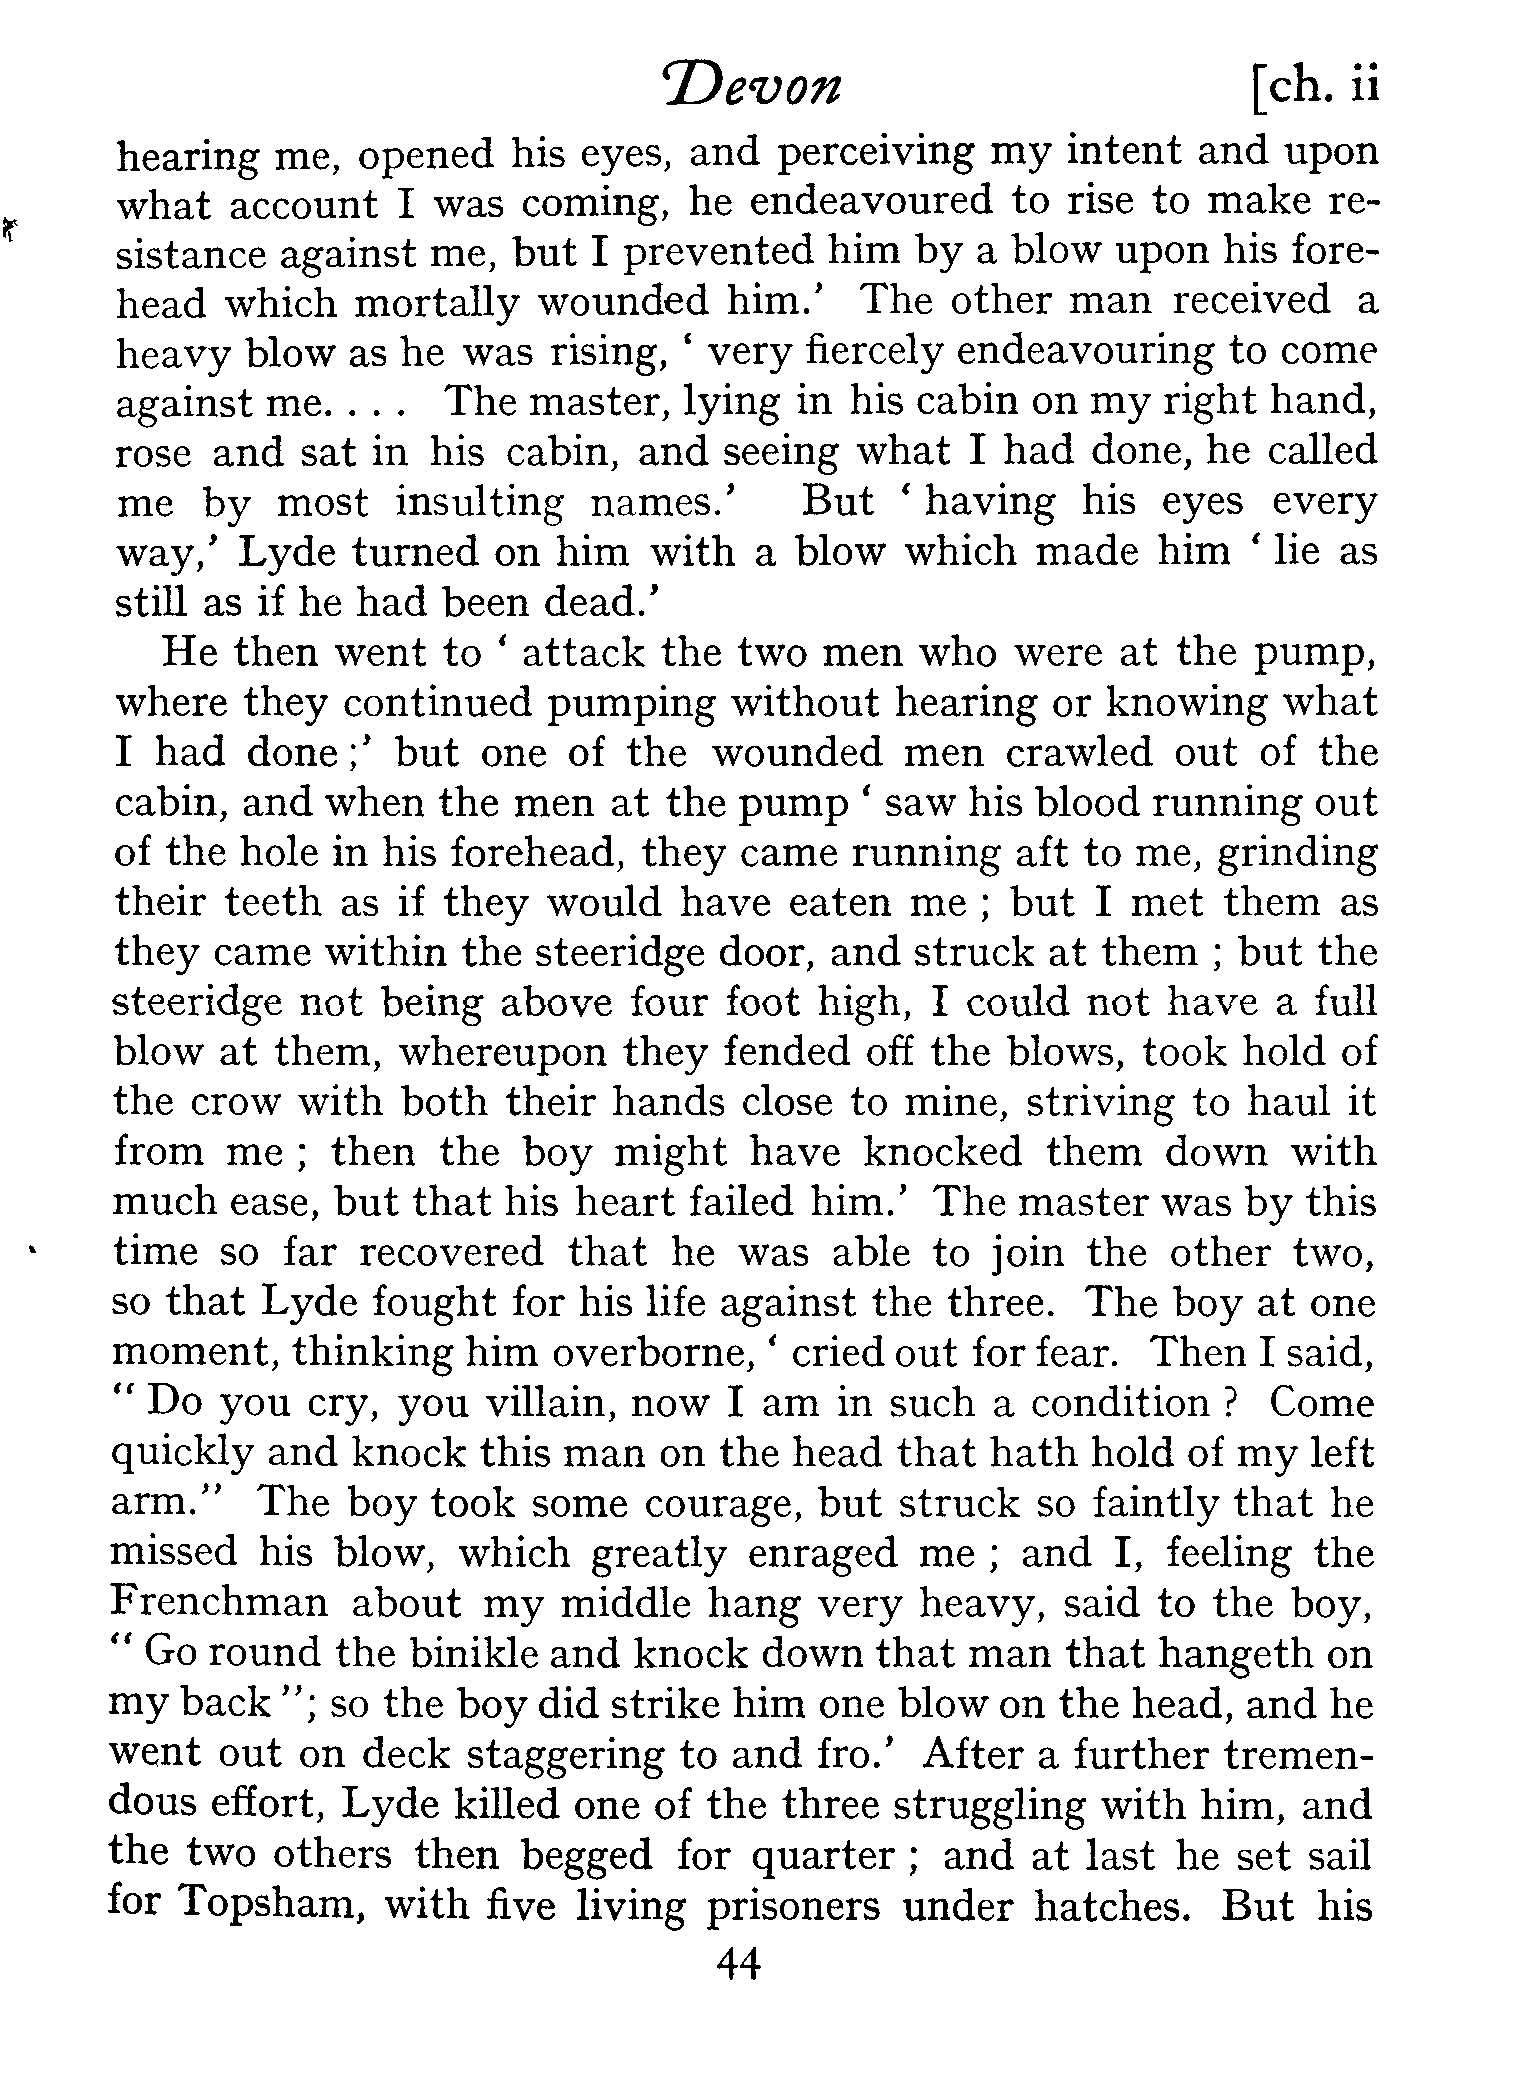 Devon [ch. ii
hearing me, opened his eyes, and perceiving my intent and upon
what account I was coming, he endeavoured to rise to make re-
sistance against me, but I prevented him by a blow upon his fore-
head which mortally wounded him.’ The other man received a
heavy blow as he was rising, ‘ very fiercely endeavouring to come
against me. . . . The master, lying in his cabin on my right hand,
rose and sat in his cabin, and seeing what I had done, he called
me by most insulting names.’ But ‘ having his eyes every
way,’ Lyde turned on him with a blow which made him ‘ lie as
still as if he had been dead.’
He then went to ‘ attack the two men who were at the pump,
where they continued pumping without hearing or knowing what
I had done ;’ but one of the wounded men crawled out of the
cabin, and when the men at the pump ‘ saw his blood running out
of the hole in his forehead, they came running aft to me, grinding
their teeth as if they would have eaten me ; but I met them as
they came within the steeridge door, and struck at them ; but the
steeridge not being above four foot high, I could not have a full
blow at them, whereupon they fended off the blows, took hold of
the crow with both their hands close to mine, striving to haul it
from me ; then the boy might have knocked them down with
much ease, but that his heart failed him.’ The master was by this
time so far recovered that he was able to join the other two,
so that Lyde fought for his life against the three. The boy at one
moment, thinking him overborne, ‘ cried out for fear. Then I said,
“ Do you cry, you villain, now I am in such a condition ? Come
quickly and knock this man on the head that hath hold of my left
arm.” The boy took some courage, but struck so faintly that he
missed his blow, which greatly enraged me ; and I, feeling the
Frenchman about my middle hang very heavy, said to the boy,
“ Go round the binikle and knock down that man that hangeth on
my back ”; so the boy did strike him one blow on the head, and he
went out on deck staggering to and fro.’ After a further tremen-
dous effort, Lyde killed one of the three struggling with him, and
the two others then begged for quarter ; and at last he set sail
for Topsham, with five living prisoners under hatches. But his
44